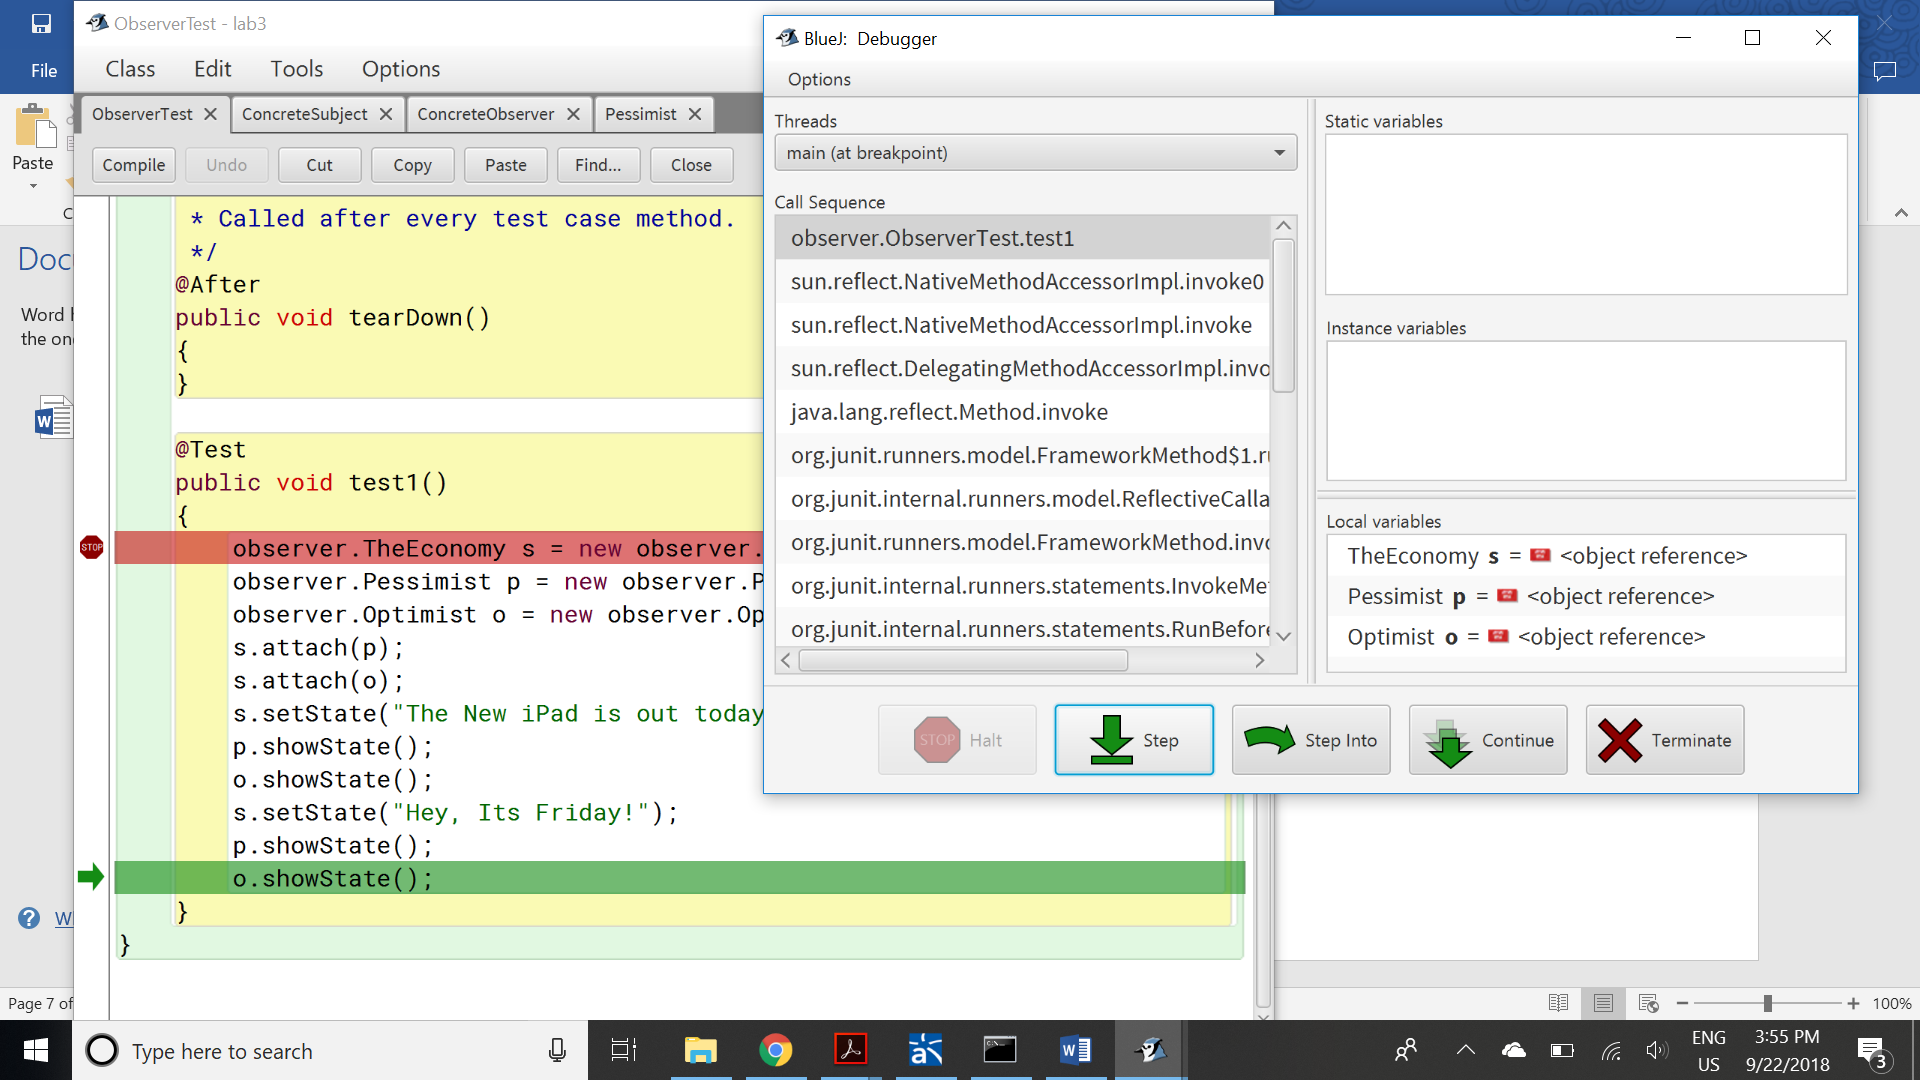 ObserverTest - lab3
File
Class Edit Tools Options
ObserverTest ConcreteSubject ConcreteObserver Pessimist
Compile Undo Cut Copy Paste Find... Close
Paste
Word
the
* Called after every test case method.
*/
@After
public void tearDown()
{
}
@Test
public void test1()
{
observer.TheEconomy s = new observer.
observer.Pessimist p = new observer.P
observer.Optimist o = new observer.Op
s.attach(p);
s.attach(o);
s.setState("The New iPad is out today
p.showState();
o.showState();
s.setState("Hey, Its Friday!");
p.showState();
o.showState();
}
}
STOP
BlueJ: Debugger
Options
Threads
main (at breakpoint)
Call Sequence
observer.ObserverTest.test1
sun.reflect.NativeMethodAccessorImpl.invoke0
sun.reflect.NativeMethodAccessorImpl.invoke
sun.reflect.DelegatingMethodAccessorImpl.invo
java.lang.reflect.Method.invoke
org.junit.runners.model.FrameworkMethod$1.ru
org.junit.internal.runners.model.ReflectiveCalla
org.junit.runners.model.FrameworkMethod.invo
org.junit.internal.runners.statements.InvokeMet
org.junit.internal.runners.statements.RunBefore
Static variables
Instance variables
Local variables
TheEconomy s = <object reference>
Pessimist p = <object reference>
Optimist o = <object reference>
STOP Halt Step Step Into Continue Terminate
Page 7 of
100%
Type here to search
ENG
US
3:55 PM
9/22/2018
3